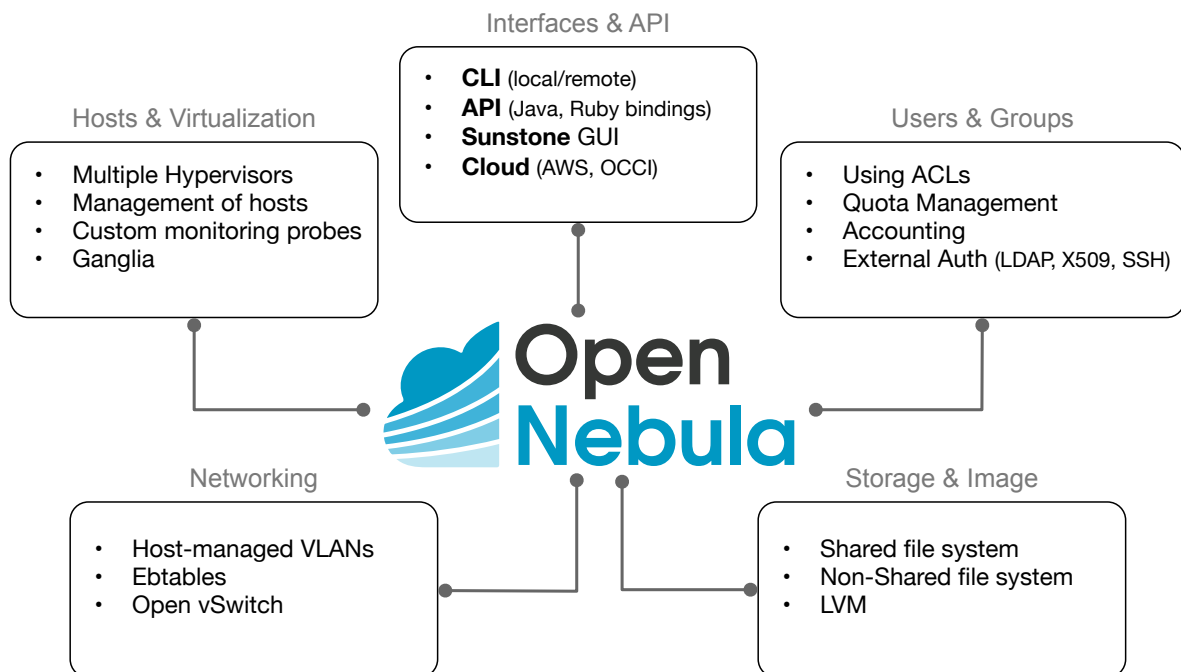 Interfaces & API
• CLI (local/remote)
• API (Java, Ruby bindings)
• Sunstone GUI
• Cloud (AWS, OCCI)
Hosts & Virtualization
• Multiple Hypervisors
• Management of hosts
• Custom monitoring probes
• Ganglia
Users & Groups
• Using ACLs
• Quota Management
• Accounting
• External Auth (LDAP, X509, SSH)
Open
Nebula
Networking
• Host-managed VLANs
• Ebtables
• Open vSwitch
Storage & Image
• Shared file system
• Non-Shared file system
• LVM